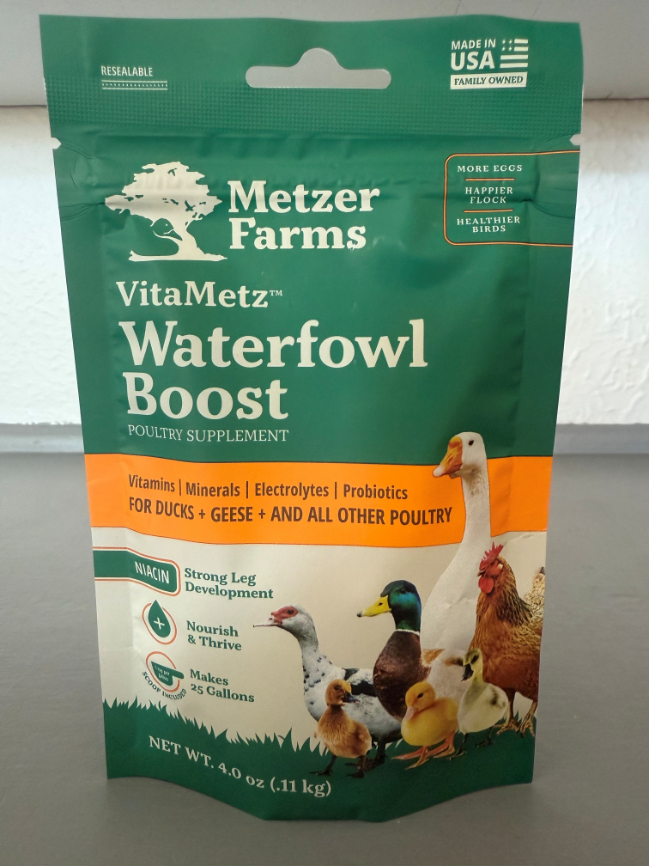 RESEALABLE
MADE IN
USA
FAMILY OWNED
MORE EGGS
HAPPIER
FLOCK
HEALTHIER
BIRDS
Metzer
Farms
VitaMetz™
Waterfowl
Boost
POULTRY SUPPLEMENT
Vitamins | Minerals | Electrolytes | Probiotics
FOR DUCKS + GEESE + AND ALL OTHER POULTRY
NIACIN
Strong Leg
Development
Nourish
& Thrive
Makes
25 Gallons
SCOOP INCLUDED
NET WT. 4.0 oz (.11 kg)